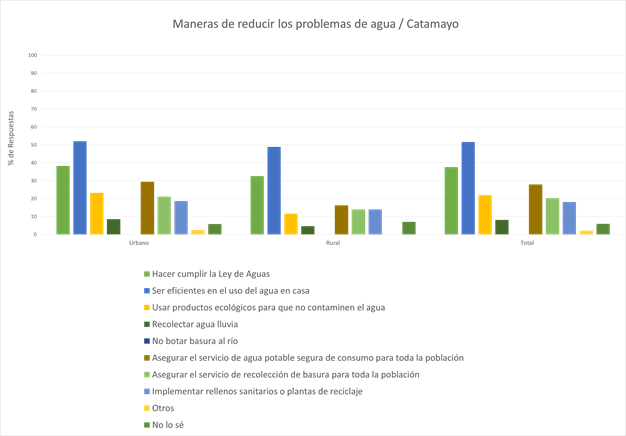 Maneras de reducir los problemas de agua / Catamayo
% de Respuestas
100
90
80
70
60
50
40
30
20
10
0
Urbano Rural Total
Hacer cumplir la Ley de Aguas
Ser eficientes en el uso del agua en casa
Usar productos ecológicos para que no contaminen el agua
Recolectar agua lluvia
No botar basura al río
Asegurar el servicio de agua potable segura de consumo para toda la población
Asegurar el servicio de recolección de basura para toda la población
Implementar rellenos sanitarios o plantas de reciclaje
Otros
No lo sé